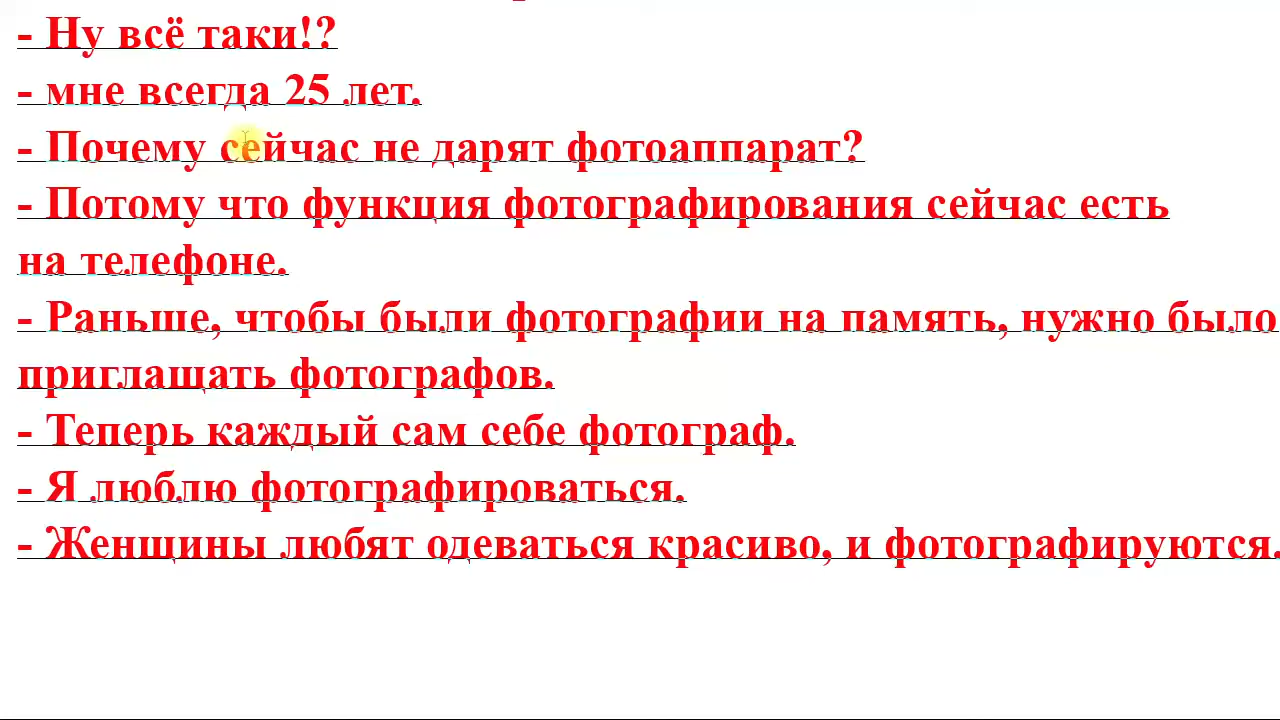 - Ну всё таки!?
- мне всегда 25 лет.
- Почему сейчас не дарят фотоаппарат?
- Потому что функция фотографирования сейчас есть
на телефоне.
- Раньше, чтобы были фотографии на память, нужно было
приглащать фотографов.
- Теперь каждый сам себе фотограф.
- Я люблю фотографироваться.
- Женщины любят одеваться красиво, и фотографируются.